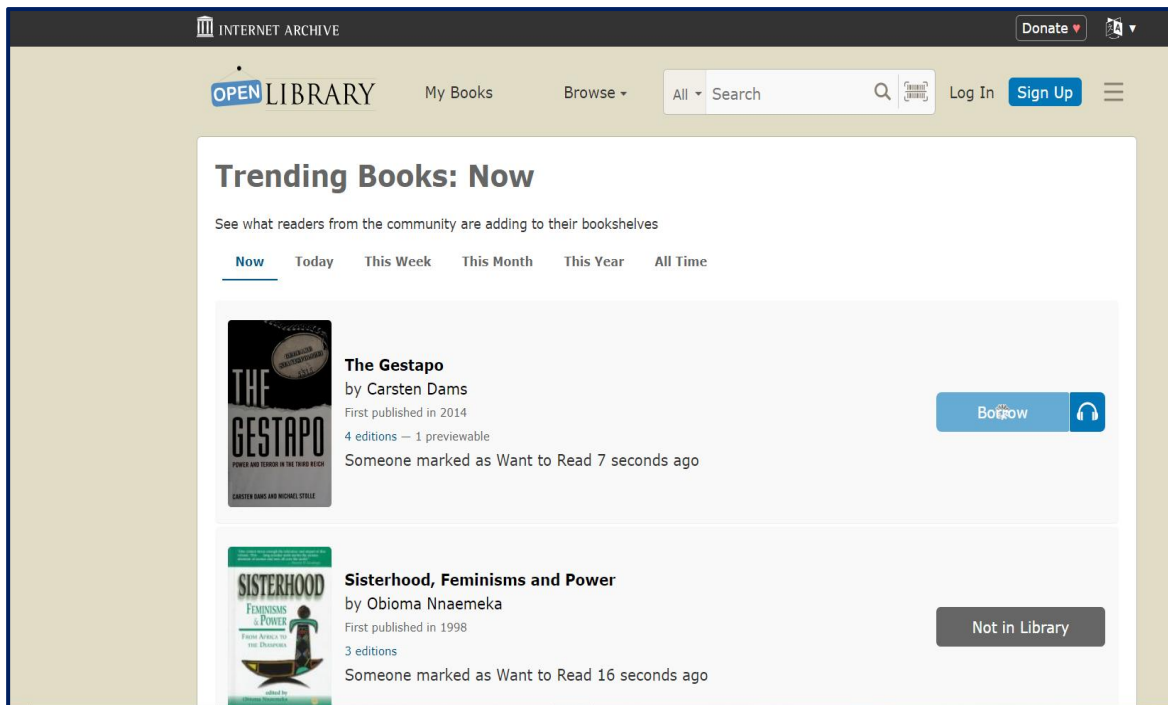 INTERNET ARCHIVE
Donate ♥
OPEN LIBRARY
My Books
Browse
All
Search
Log In
Sign Up
Trending Books: Now
See what readers from the community are adding to their bookshelves
Now
Today
This Week
This Month
This Year
All Time
THE
GESTAPO
POWER AND TERROR IN THE THIRD REICH
CARSTEN DAMS AND MICHAEL STOLLE
The Gestapo
by Carsten Dams
First published in 2014
4 editions — 1 previewable
Someone marked as Want to Read 7 seconds ago
Borrow
SISTERHOOD
FEMINISMS
& POWER
FROM AFRICA TO
THE DIASPORA
edited by
Obioma Nnaemeka
Sisterhood, Feminisms and Power
by Obioma Nnaemeka
First published in 1998
3 editions
Someone marked as Want to Read 16 seconds ago
Not in Library